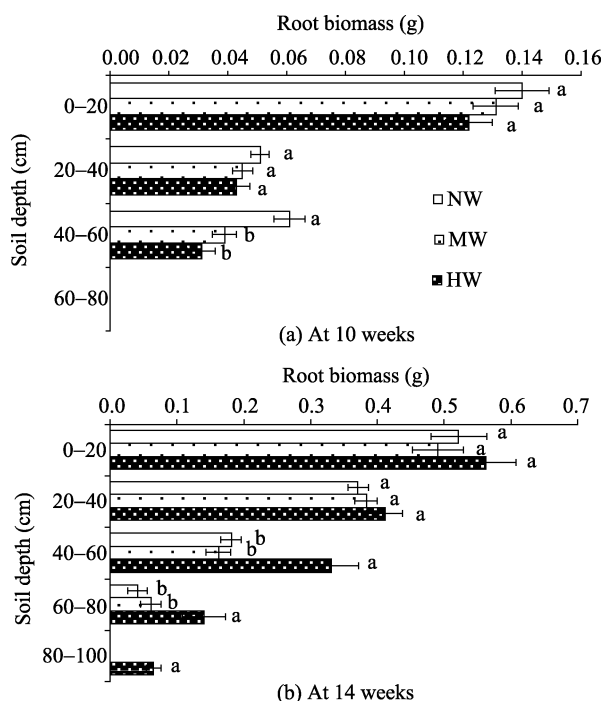 Root biomass (g)
0.00 0.02 0.04 0.06 0.08 0.10 0.12 0.14 0.16
Soil depth (cm)
0–20
a
a
a
20–40
a
a
a
40–60
a
b
b
60–80
NW
MW
HW
(a) At 10 weeks
Root biomass (g)
0.0 0.1 0.2 0.3 0.4 0.5 0.6 0.7
Soil depth (cm)
0–20
a
a
a
20–40
a
a
a
40–60
b
b
a
60–80
b
b
a
80–100
a
(b) At 14 weeks